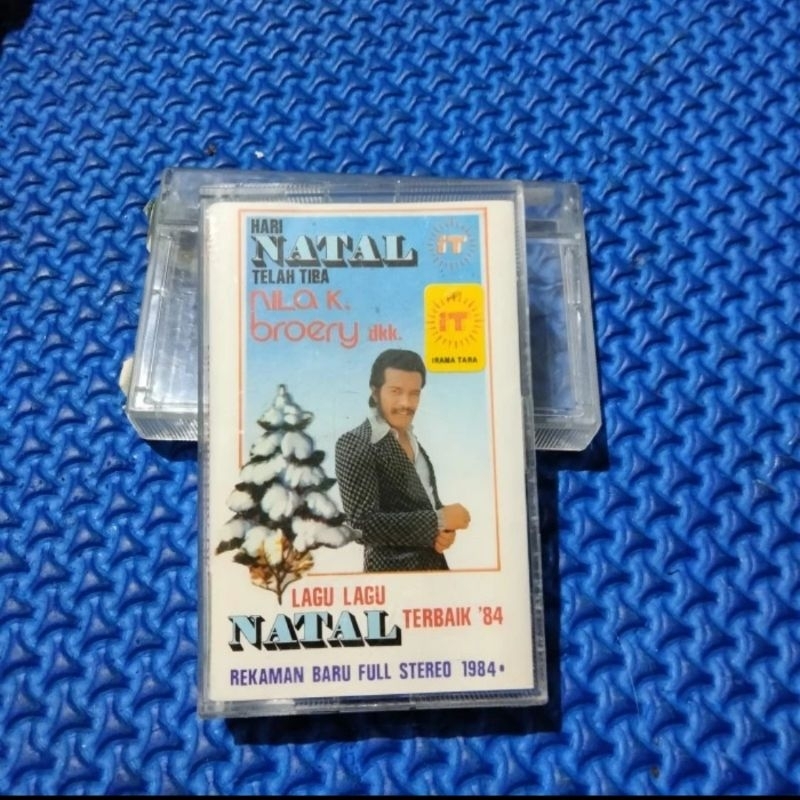 HARI
NATAL
TELAH TIBA
NILA K.
broery dkk.
IT
IT
IRAMA TARA
LAGU LAGU
NATAL TERBAIK '84
REKAMAN BARU FULL STEREO 1984•